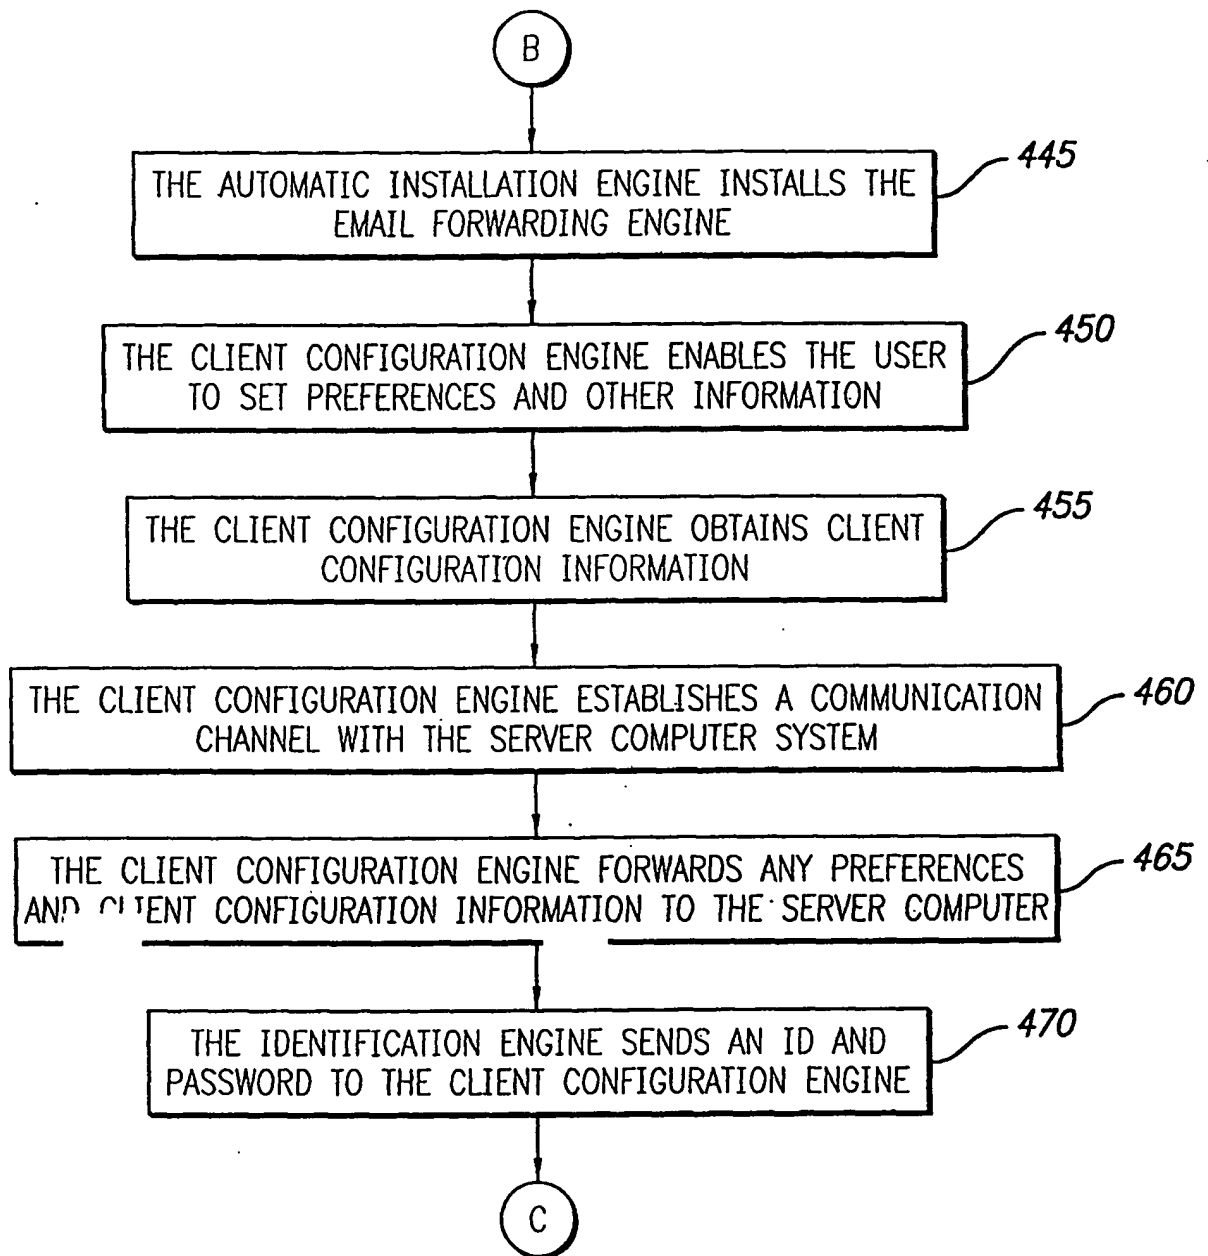 B
THE AUTOMATIC INSTALLATION ENGINE INSTALLS THE
EMAIL FORWARDING ENGINE
445
THE CLIENT CONFIGURATION ENGINE ENABLES THE USER
TO SET PREFERENCES AND OTHER INFORMATION
450
THE CLIENT CONFIGURATION ENGINE OBTAINS CLIENT
CONFIGURATION INFORMATION
455
THE CLIENT CONFIGURATION ENGINE ESTABLISHES A COMMUNICATION
CHANNEL WITH THE SERVER COMPUTER SYSTEM
460
THE CLIENT CONFIGURATION ENGINE FORWARDS ANY PREFERENCES
AND CLIENT CONFIGURATION INFORMATION TO THE SERVER COMPUTER
465
THE IDENTIFICATION ENGINE SENDS AN ID AND
PASSWORD TO THE CLIENT CONFIGURATION ENGINE
470
C